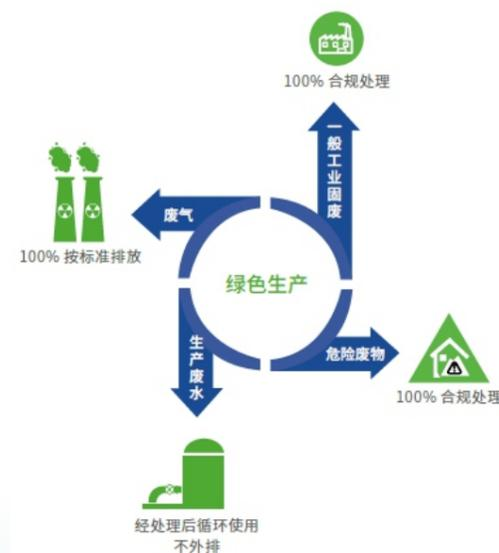 100% 合规处理
一般工业固废
废气
100% 按标准排放
绿色生产
生产废水
危险废物
100% 合规处理
经处理后循环使用
不外排